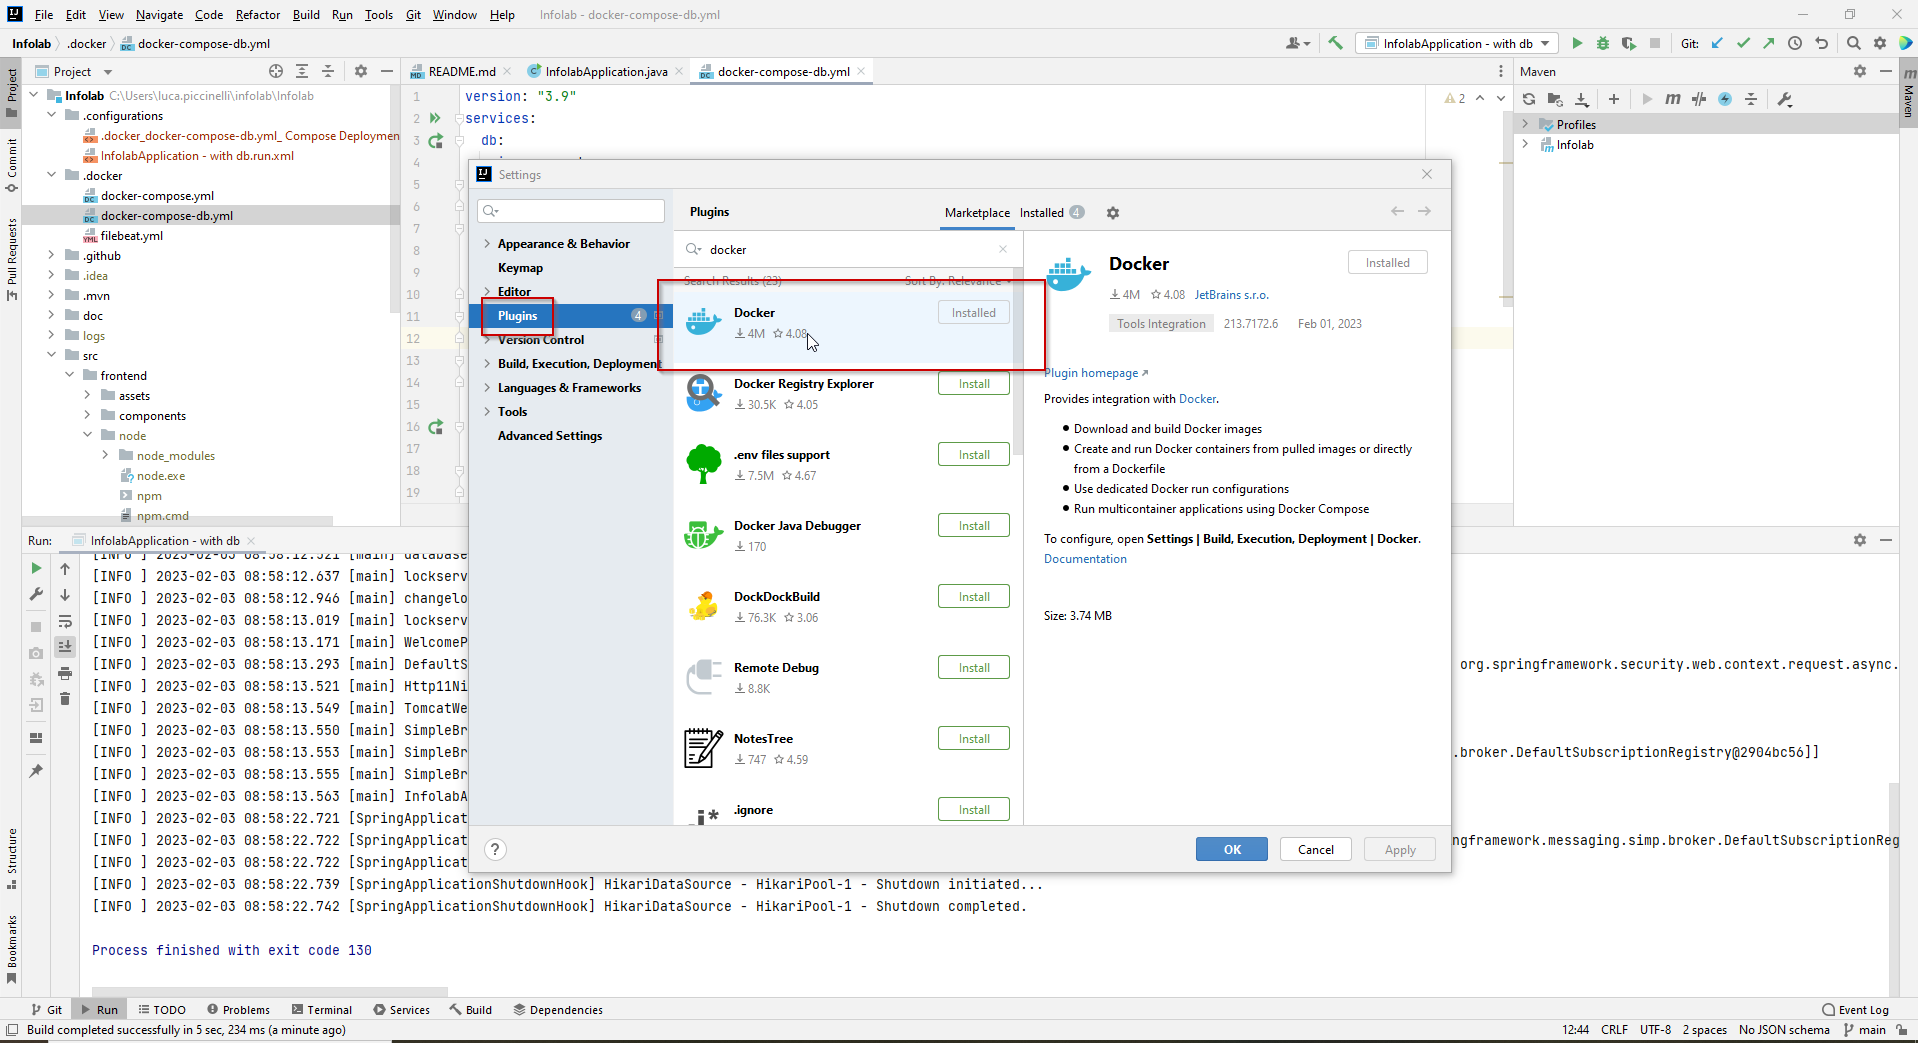 File Edit View Navigate Code Refactor Build Run Tools Git Window Help Infolab - docker-compose-db.yml
Infolab .docker docker-compose-db.yml
InfolabApplication - with db
Git:
Project
README.md
InfolabApplication.java
docker-compose-db.yml
Maven
Infolab C:\Users\luca.piccinelli\infolab\Infolab
.configurations
.docker_docker-compose-db.yml_ Compose Deploymen
InfolabApplication - with db.run.xml
.docker
docker-compose.yml
docker-compose-db.yml
filebeat.yml
.github
.idea
.mvn
doc
logs
src
frontend
assets
components
node
node_modules
node.exe
npm
npm.cmd
Project
Commit
Pull Requests
Structure
Bookmarks
1 version: "3.9"
2 services:
3 db:
4
5
6
7
8
9
10
11
12
13
14
15
16
17
18
19
2
Profiles
Infolab
Maven
Settings
Appearance & Behavior
Keymap
Editor
Plugins 4
Version Control
Build, Execution, Deployment
Languages & Frameworks
Tools
Advanced Settings
Plugins Marketplace Installed 4
docker
Search Results (23) Sort By: Relevance
Docker
4M 4.08
Installed
Docker Registry Explorer
30.5K 4.05
Install
.env files support
7.5M 4.67
Install
Docker Java Debugger
170
Install
DockDockBuild
76.3K 3.06
Install
Remote Debug
8.8K
Install
NotesTree
747 4.59
Install
.ignore
Install
Docker
Installed
4M 4.08 JetBrains s.r.o.
Tools Integration 213.7172.6 Feb 01, 2023
Plugin homepage
Provides integration with Docker.
Download and build Docker images
Create and run Docker containers from pulled images or directly
from a Dockerfile
Use dedicated Docker run configurations
Run multicontainer applications using Docker Compose
To configure, open Settings | Build, Execution, Deployment | Docker.
Documentation
Size: 3.74 MB
? OK Cancel Apply
Run: InfolabApplication - with db
[INFO ] 2023-02-03 08:58:12.521 [main] database
[INFO ] 2023-02-03 08:58:12.637 [main] lockserv
[INFO ] 2023-02-03 08:58:12.946 [main] changelo
[INFO ] 2023-02-03 08:58:13.019 [main] lockserv
[INFO ] 2023-02-03 08:58:13.171 [main] WelcomeP
[INFO ] 2023-02-03 08:58:13.293 [main] DefaultS org.springframework.security.web.context.request.async.
[INFO ] 2023-02-03 08:58:13.521 [main] Http11Ni
[INFO ] 2023-02-03 08:58:13.549 [main] TomcatWe
[INFO ] 2023-02-03 08:58:13.550 [main] SimpleBr
[INFO ] 2023-02-03 08:58:13.553 [main] SimpleBr .broker.DefaultSubscriptionRegistry@2904bc56]]
[INFO ] 2023-02-03 08:58:13.555 [main] SimpleBr
[INFO ] 2023-02-03 08:58:13.563 [main] InfolabA
[INFO ] 2023-02-03 08:58:22.721 [SpringApplicat
[INFO ] 2023-02-03 08:58:22.722 [SpringApplicat ngframework.messaging.simp.broker.DefaultSubscriptionReg
[INFO ] 2023-02-03 08:58:22.722 [SpringApplicat
[INFO ] 2023-02-03 08:58:22.739 [SpringApplicationShutdownHook] HikariDataSource - HikariPool-1 - Shutdown initiated...
[INFO ] 2023-02-03 08:58:22.742 [SpringApplicationShutdownHook] HikariDataSource - HikariPool-1 - Shutdown completed.
Process finished with exit code 130
Git Run TODO Problems Terminal Services Build Dependencies Event Log
Build completed successfully in 5 sec, 234 ms (a minute ago) 12:44 CRLF UTF-8 2 spaces No JSON schema main